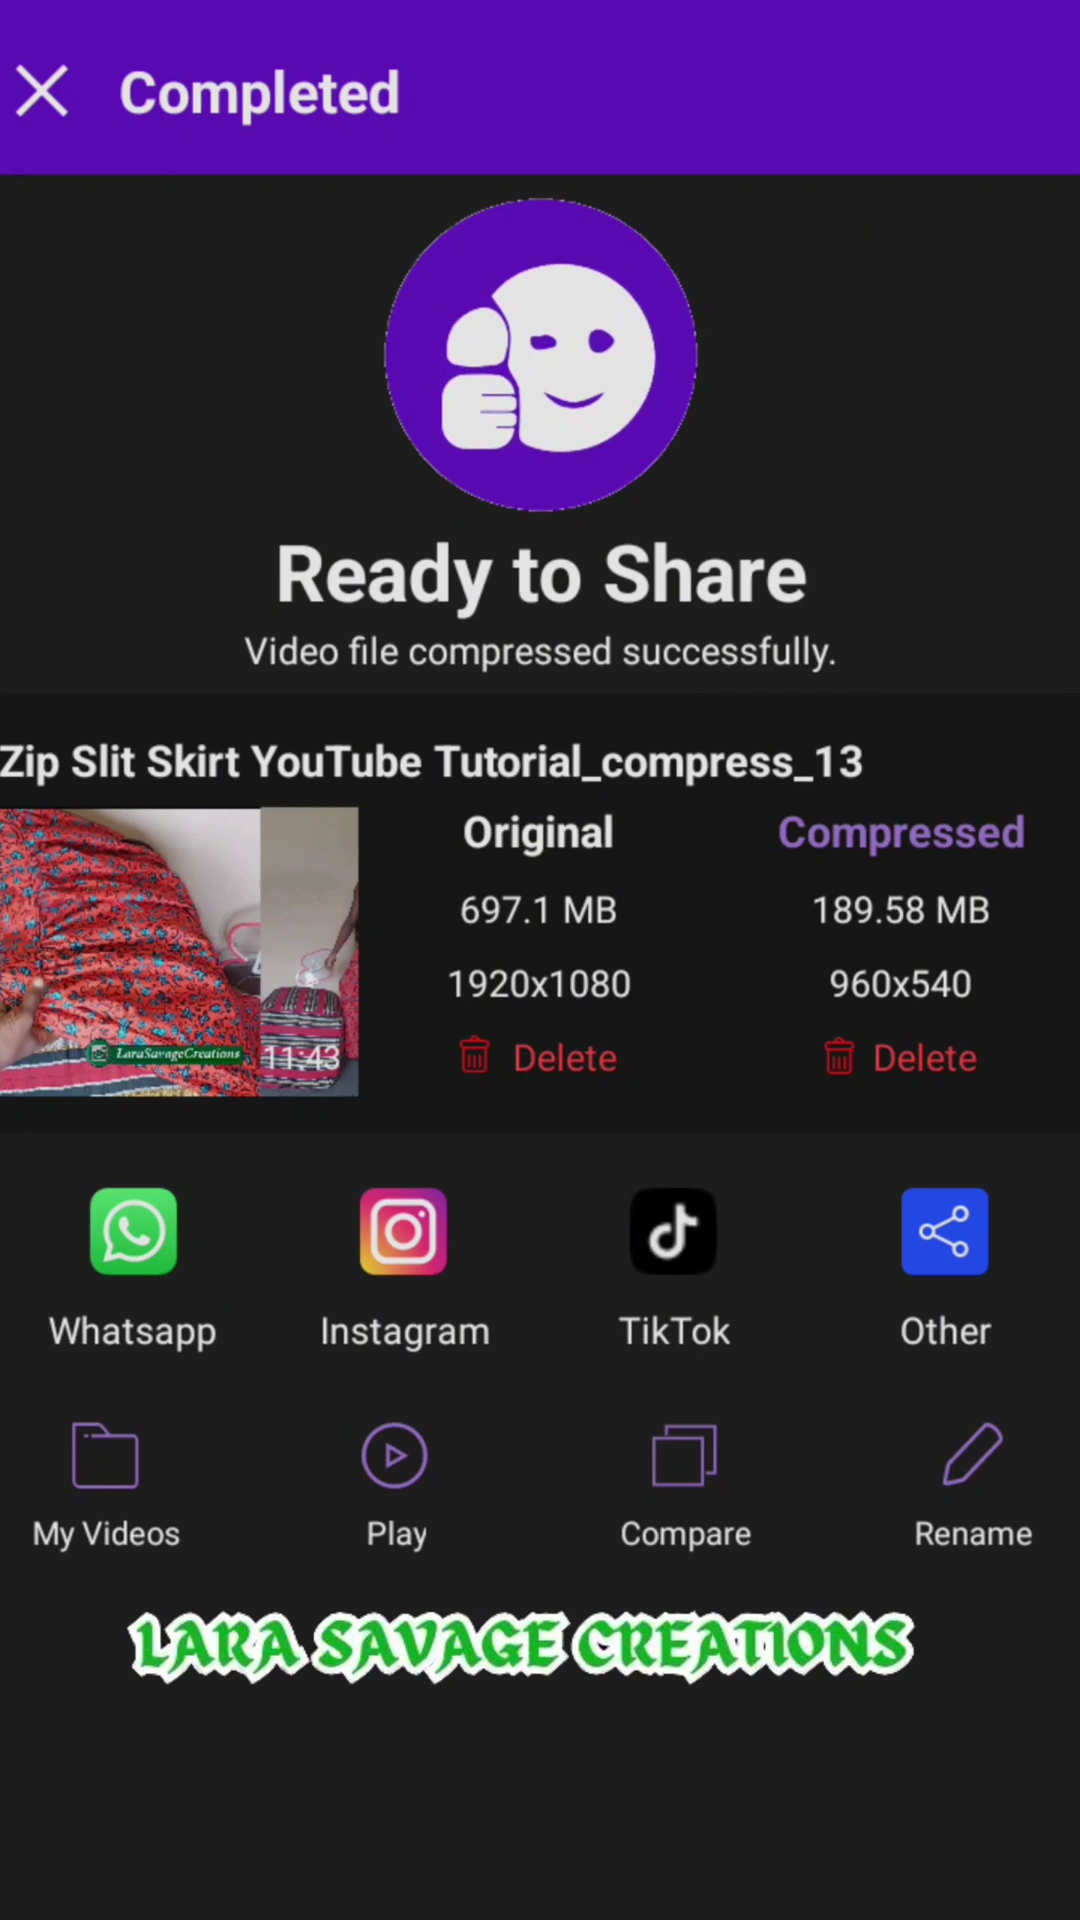 Completed
Ready to Share
Video file compressed successfully.
Zip Slit Skirt YouTube Tutorial_compress_13
Original Compressed
697.1 MB 189.58 MB
1920x1080 960x540
Delete Delete
LaraSavageCreations
11:43
Whatsapp Instagram TikTok Other
My Videos Play Compare Rename
LARA SAVAGE CREATIONS